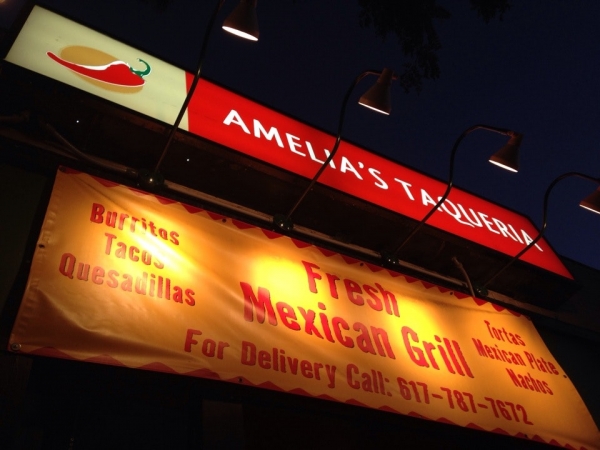 AMELIA'S TAQUERIA
Burritos
Tacos
Quesadillas
Fresh
Mexican Grill
For Delivery Call: 617-787-7672
Tortas
Mexican Plate -
Nachos